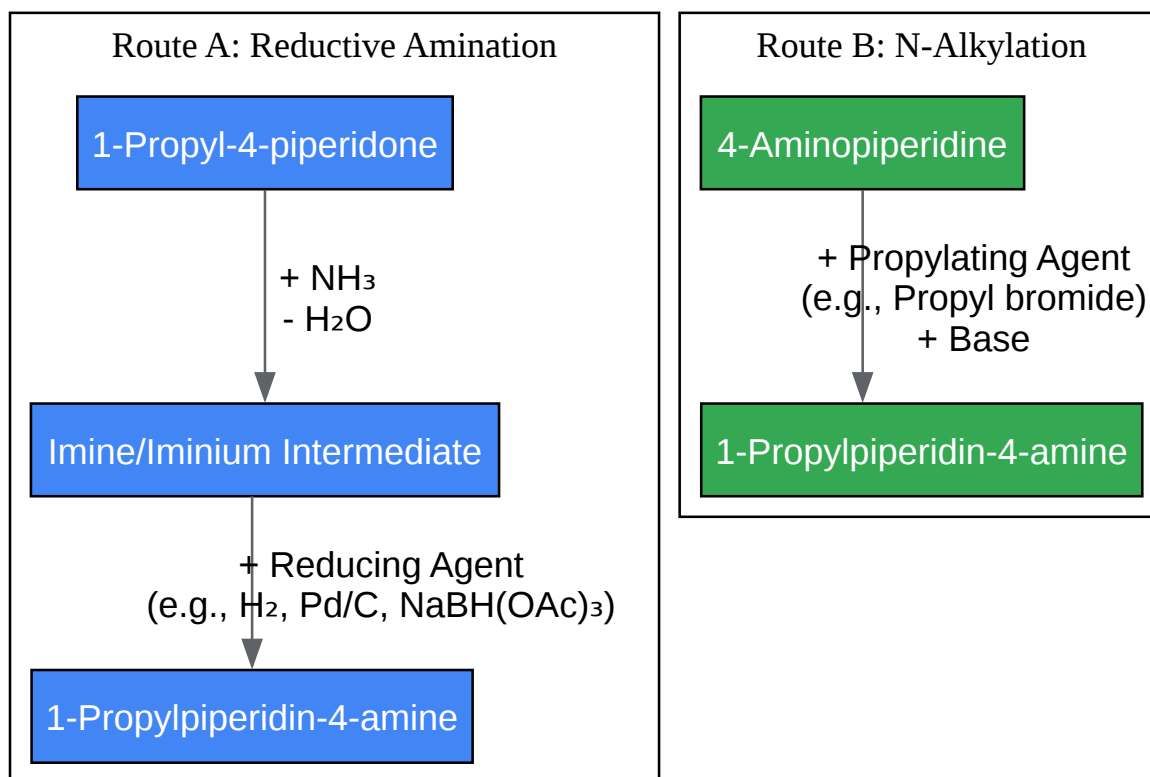 Route A: Reductive Amination
1-Propyl-4-piperidone
+ NH₃
- H₂O
Imine/Iminium Intermediate
+ Reducing Agent
(e.g., H₂, Pd/C, NaBH(OAc)₃)
1-Propylpiperidin-4-amine
Route B: N-Alkylation
4-Aminopiperidine
+ Propylating Agent
(e.g., Propyl bromide)
+ Base
1-Propylpiperidin-4-amine